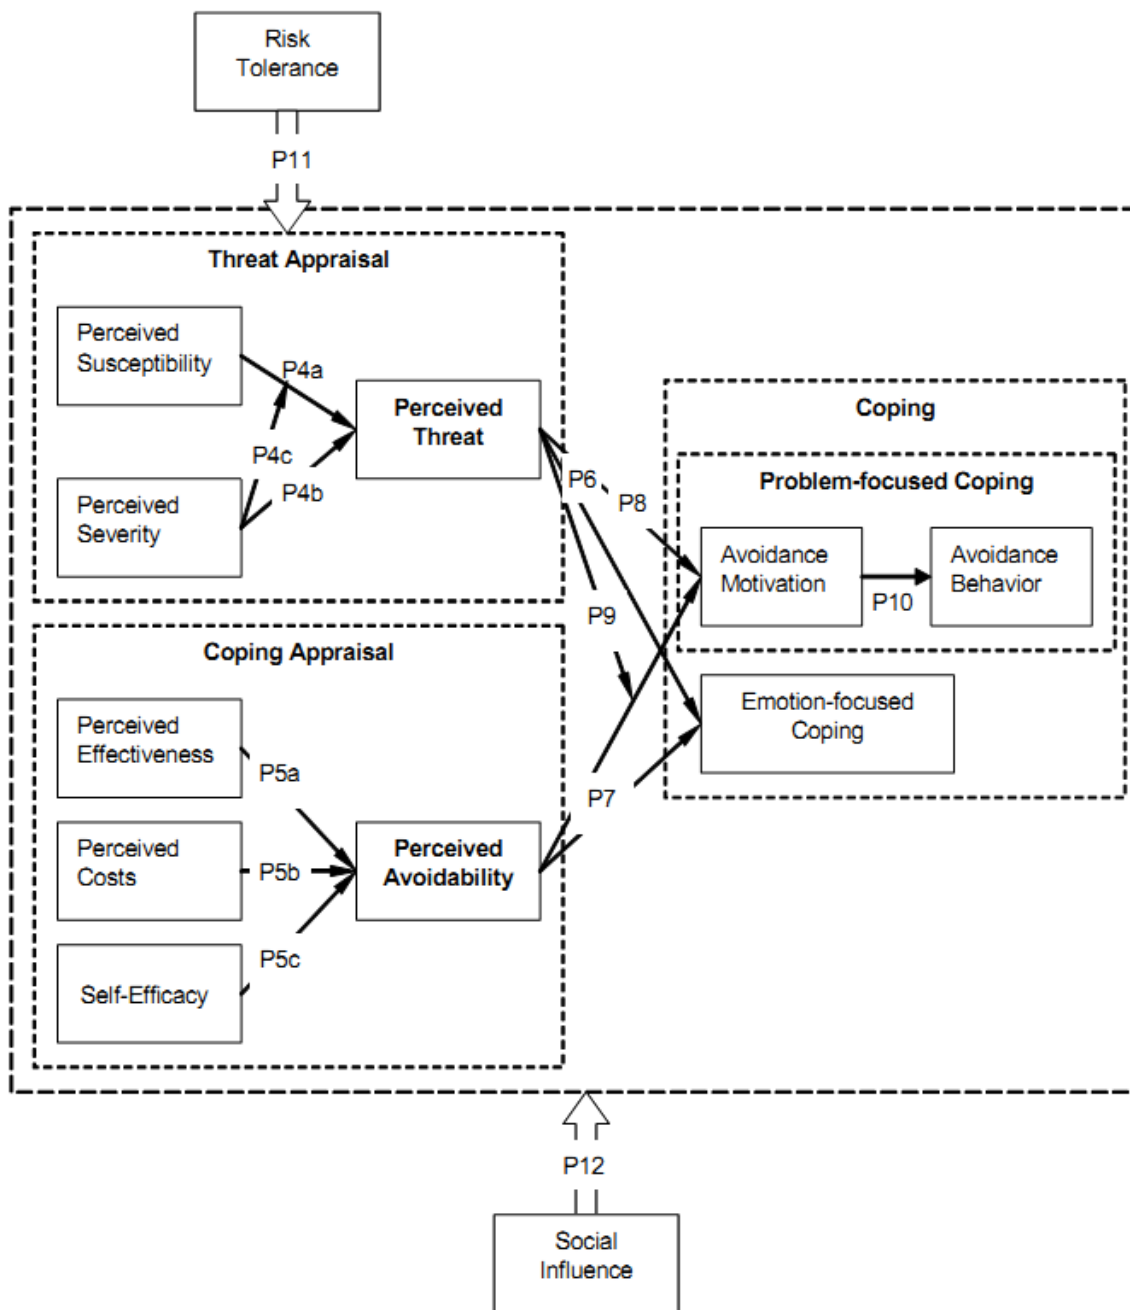 Risk
Tolerance
P11
Threat Appraisal
Perceived
Susceptibility
P4a
Perceived
Threat
P4c
P4b
Perceived
Severity
Coping
P6
P8
Problem-focused Coping
Avoidance
Motivation
P10
Avoidance
Behavior
P9
Coping Appraisal
Emotion-focused
Coping
Perceived
Effectiveness
P5a
P7
Perceived
Costs
P5b
Perceived
Avoidability
P5c
Self-Efficacy
P12
Social
Influence